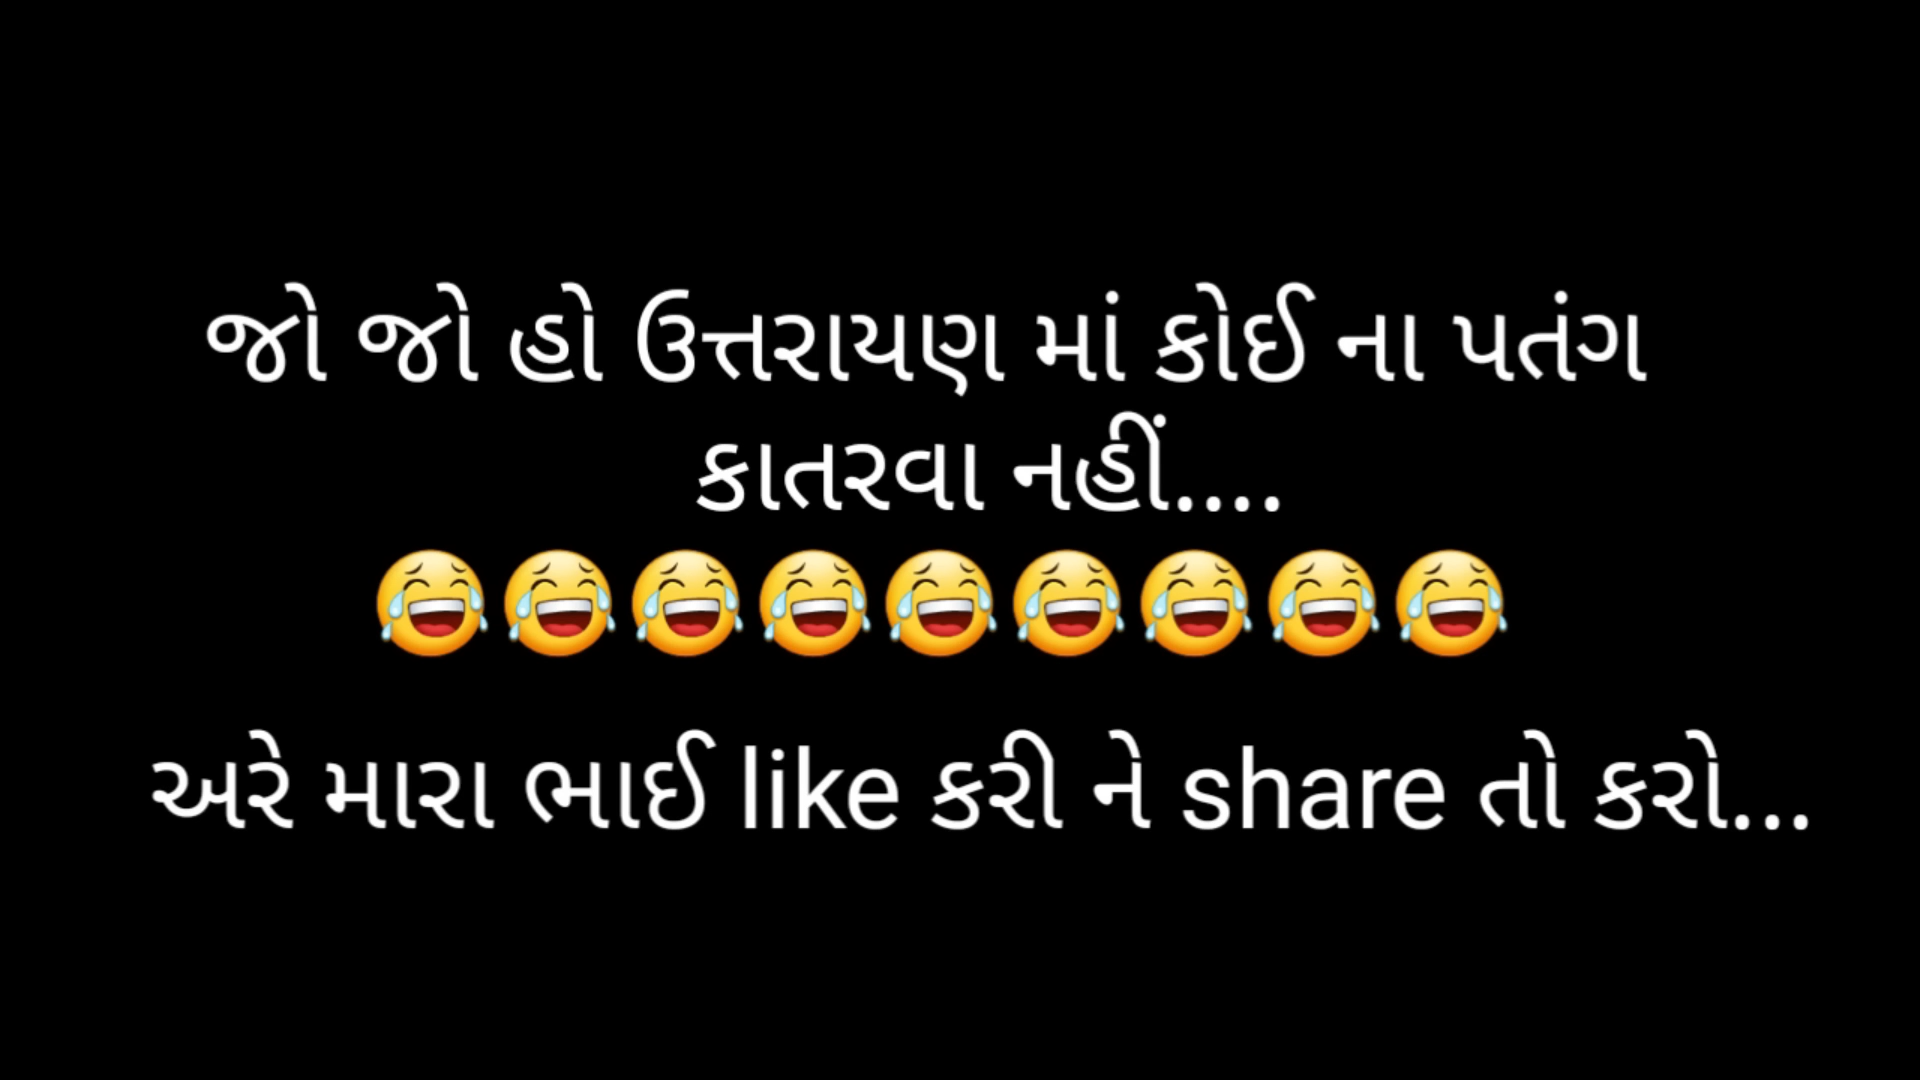 જો જો હો ઉત્તરાયણ માં કોઈ ના પતંગ
કાતરવા નહીં....
😂😂😂😂😂😂😂😂😂
અરે મારા ભાઈ like કરી ને share તો કરો...